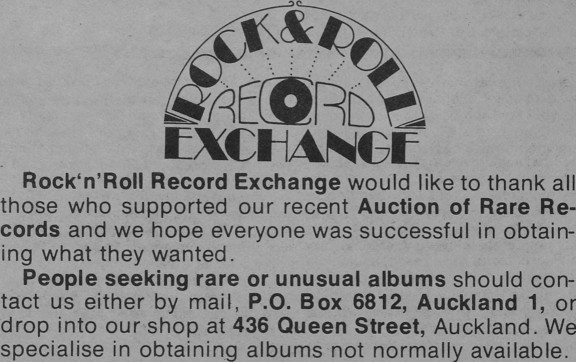 ROCK & ROLL
RECORD
EXCHANGE
Rock‘n’Roll Record Exchange would like to thank all
those who supported our recent Auction of Rare Re-
cords and we hope everyone was successful in obtain-
ing what they wanted.
People seeking rare or unusual albums should con-
tact us either by mail, P.O. Box 6812, Auckland 1, or
drop into our shop at 436 Queen Street, Auckland. We
specialise in obtaining albums not normally available.